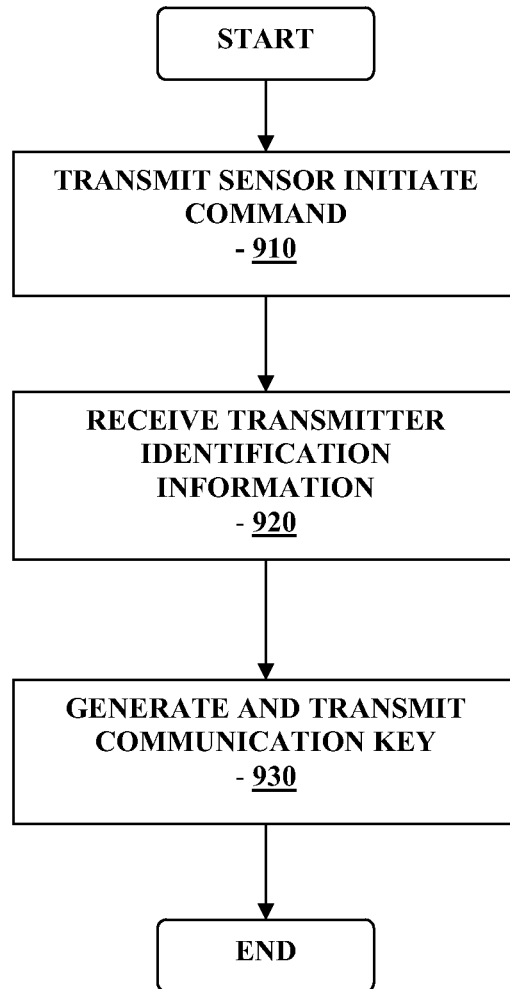 START
TRANSMIT SENSOR INITIATE
COMMAND
- 910
RECEIVE TRANSMITTER
IDENTIFICATION
INFORMATION
- 920
GENERATE AND TRANSMIT
COMMUNICATION KEY
- 930
END